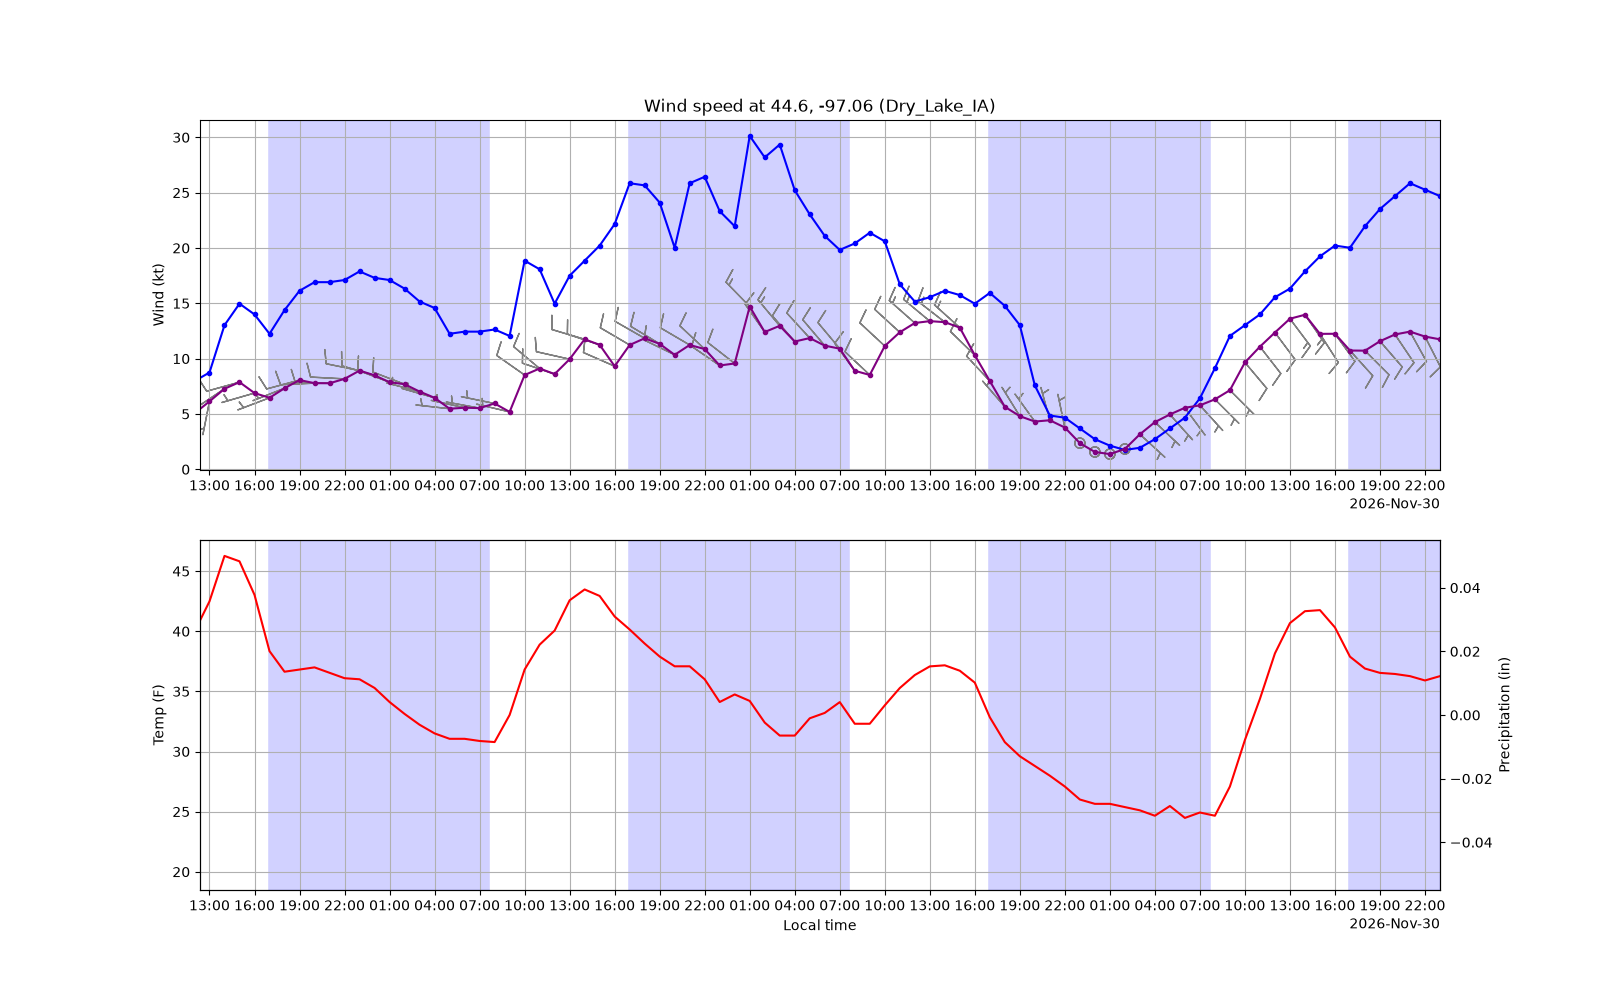 Wind speed at 44.6, -97.06 (Dry_Lake_IA)
Wind (kt)
30
25
20
15
10
5
0
13:00 16:00 19:00 22:00 01:00 04:00 07:00 10:00 13:00 16:00 19:00 22:00 01:00 04:00 07:00 10:00 13:00 16:00 19:00 22:00 01:00 04:00 07:00 10:00 13:00 16:00 19:00 22:00
2026-Nov-30
Temp (F)
45
40
35
30
25
20
0.04
0.02
0.00
−0.02
−0.04
Precipitation (in)
13:00 16:00 19:00 22:00 01:00 04:00 07:00 10:00 13:00 16:00 19:00 22:00 01:00 04:00 07:00 10:00 13:00 16:00 19:00 22:00 01:00 04:00 07:00 10:00 13:00 16:00 19:00 22:00
Local time
2026-Nov-30